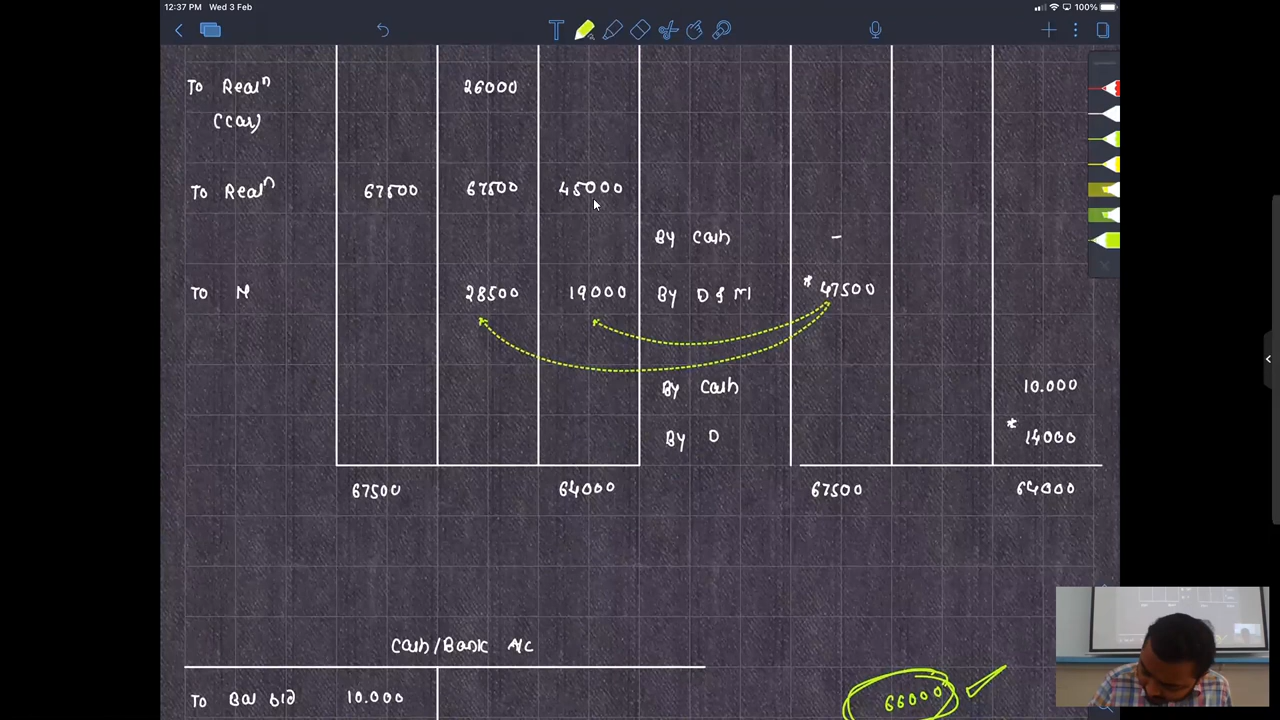 12:37 PM Wed 3 Feb 100%
T
To Realⁿ 26000
(Car)
To Realⁿ 67500 67500 45000
By Cash -
To M 28500 19000 By D & M * 47500
By Cash 10.000
By D * 14000
67500 64000 67500 64000
Cash/Bank A/C
To Bal b/d 10.000 66000